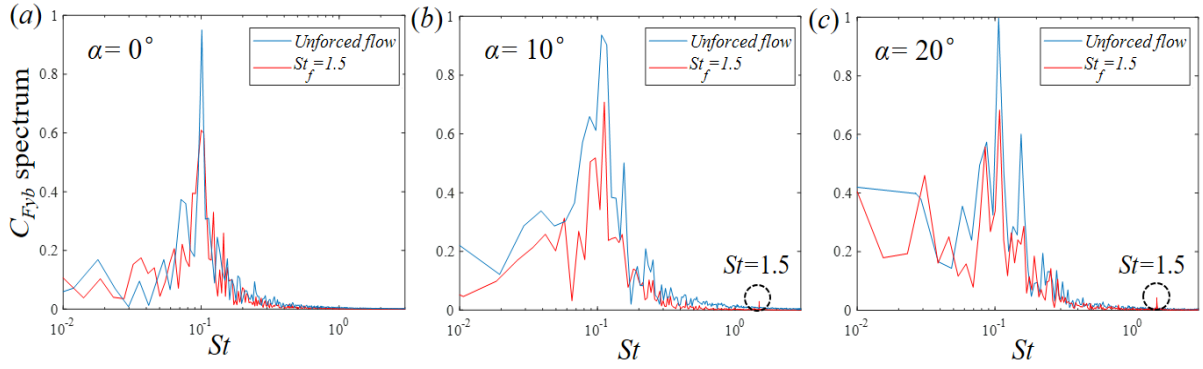 (a)
α= 0°
Unforced flow
St_f=1.5
C_Fyb spectrum
1
0.8
0.6
0.4
0.2
0
10^-2
10^-1
10^0
St
(b)
α= 10°
Unforced flow
St_f=1.5
St=1.5
1
0.8
0.6
0.4
0.2
0
10^-2
10^-1
10^0
St
(c)
α= 20°
Unforced flow
St_f=1.5
St=1.5
1
0.8
0.6
0.4
0.2
0
10^-2
10^-1
10^0
St